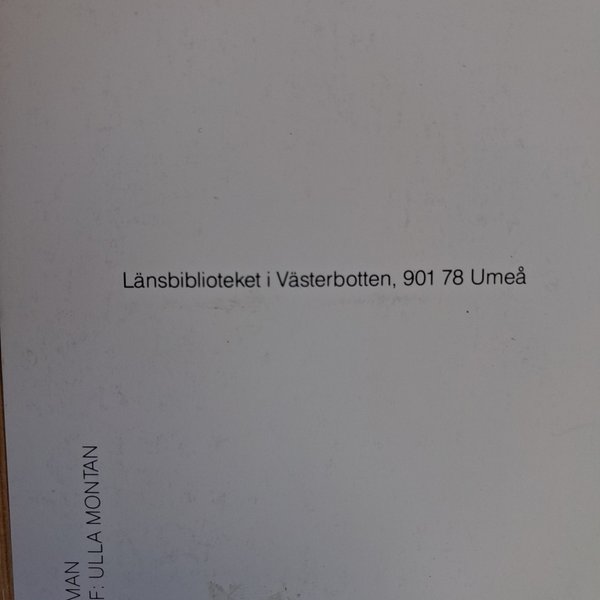 Länsbiblioteket i Västerbotten, 901 78 Umeå
MAN
F: ULLA MONTAN